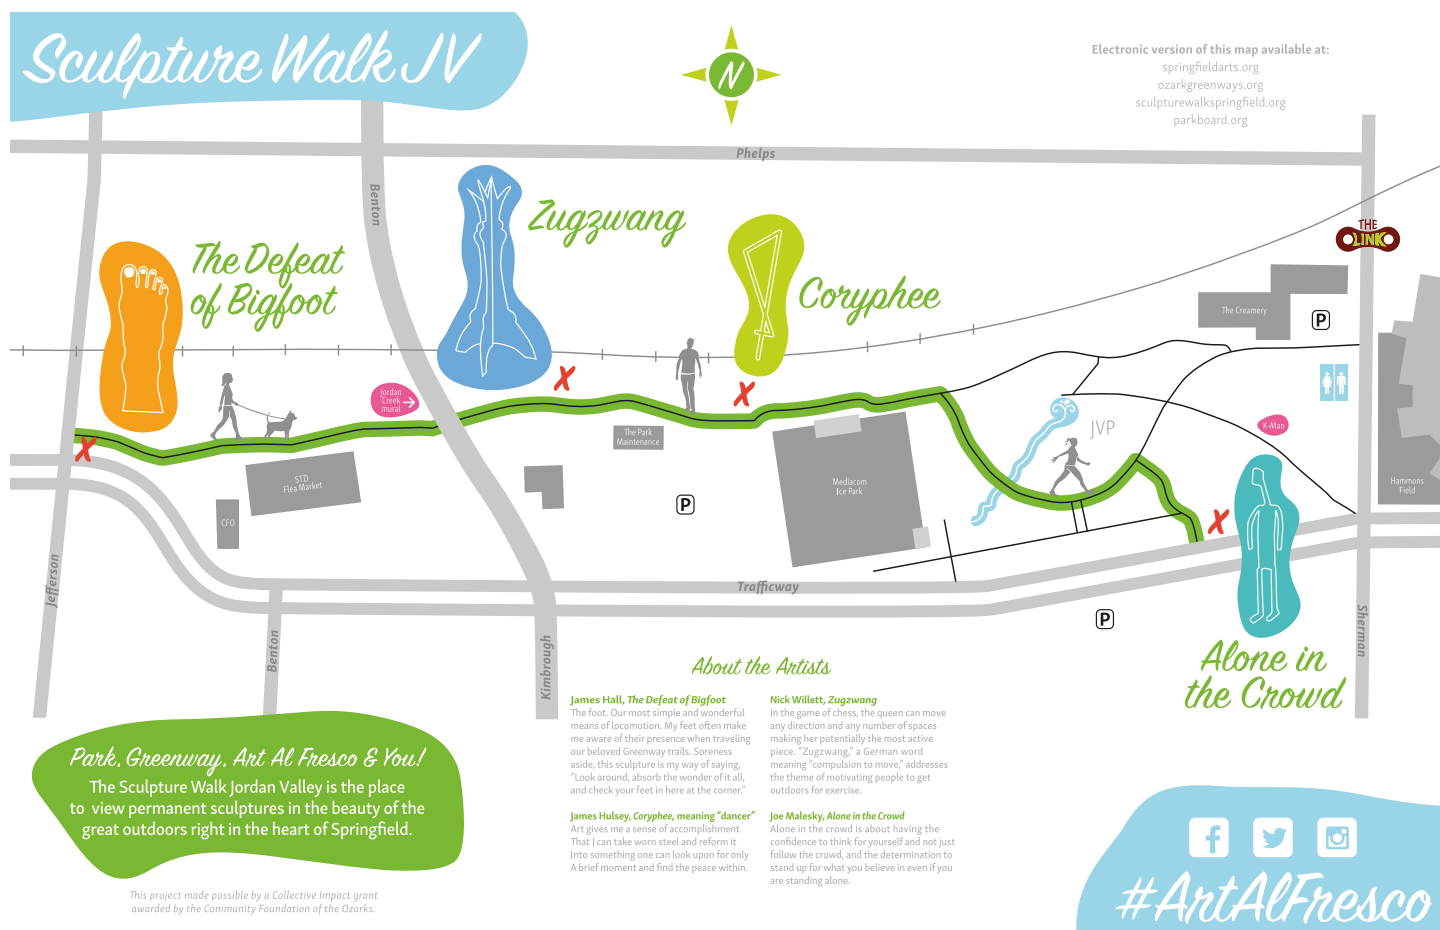 Sculpture Walk JV
N
Electronic version of this map available at:
springfieldarts.org
ozarkgreenways.org
sculpturewalkspringfield.org
parkboard.org
Phelps
Benton
THE
LINK
Zugzwang
The Defeat
of Bigfoot
Coryphee
The Creamery
P
Jordan
Creek
mural
X
X
The Park
Maintenance
JVP
K-Man
X
STD
Flea Market
Mediacom
Ice Park
Hammons
Field
P
CFO
X
Jefferson
Trafficway
P
Benton
Kimbrough
Sherman
Alone in
the Crowd
About the Artists
James Hall, The Defeat of Bigfoot
The foot. Our most simple and wonderful
means of locomotion. My feet often make
me aware of their presence when traveling
our beloved Greenway trails. Soreness
aside, this sculpture is my way of saying,
"Look around, absorb the wonder of it all,
and check your feet in here at the corner."
James Hulsey, Coryphee, meaning "dancer"
Art gives me a sense of accomplishment
That I can take worn steel and reform it
Into something one can look upon for only
A brief moment and find the peace within.
Nick Willett, Zugzwang
In the game of chess, the queen can move
any direction and any number of spaces
making her potentially the most active
piece. "Zugzwang," a German word
meaning "compulsion to move," addresses
the theme of motivating people to get
outdoors for exercise.
Joe Malesky, Alone in the Crowd
Alone in the crowd is about having the
confidence to think for yourself and not just
follow the crowd, and the determination to
stand up for what you believe in even if you
are standing alone.
Park, Greenway, Art Al Fresco & You!
The Sculpture Walk Jordan Valley is the place
to view permanent sculptures in the beauty of the
great outdoors right in the heart of Springfield.
This project made possible by a Collective Impact grant
awarded by the Community Foundation of the Ozarks.
#ArtAlFresco